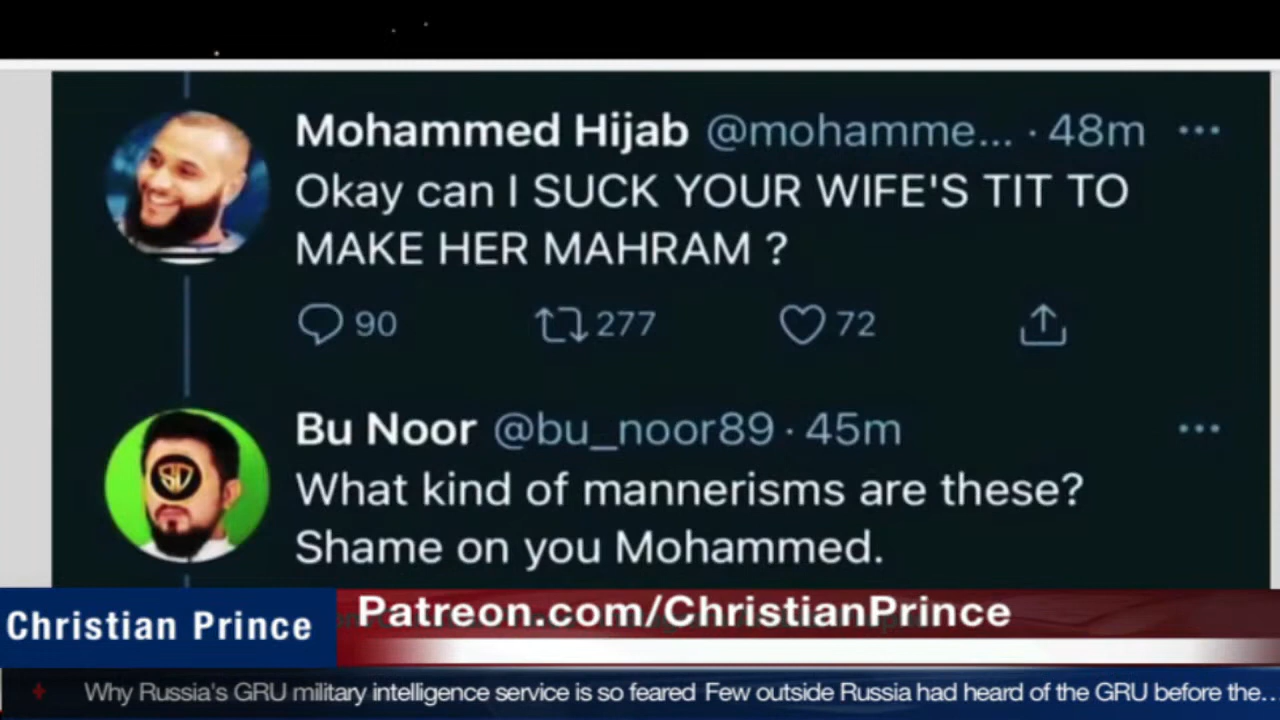 Mohammed Hijab @mohamme... · 48m
Okay can I SUCK YOUR WIFE'S TIT TO
MAKE HER MAHRAM ?
90 277 72
Bu Noor @bu_noor89 · 45m
What kind of mannerisms are these?
Shame on you Mohammed.
Christian Prince
Patreon.com/ChristianPrince
Why Russia's GRU military intelligence service is so feared Few outside Russia had heard of the GRU before the...